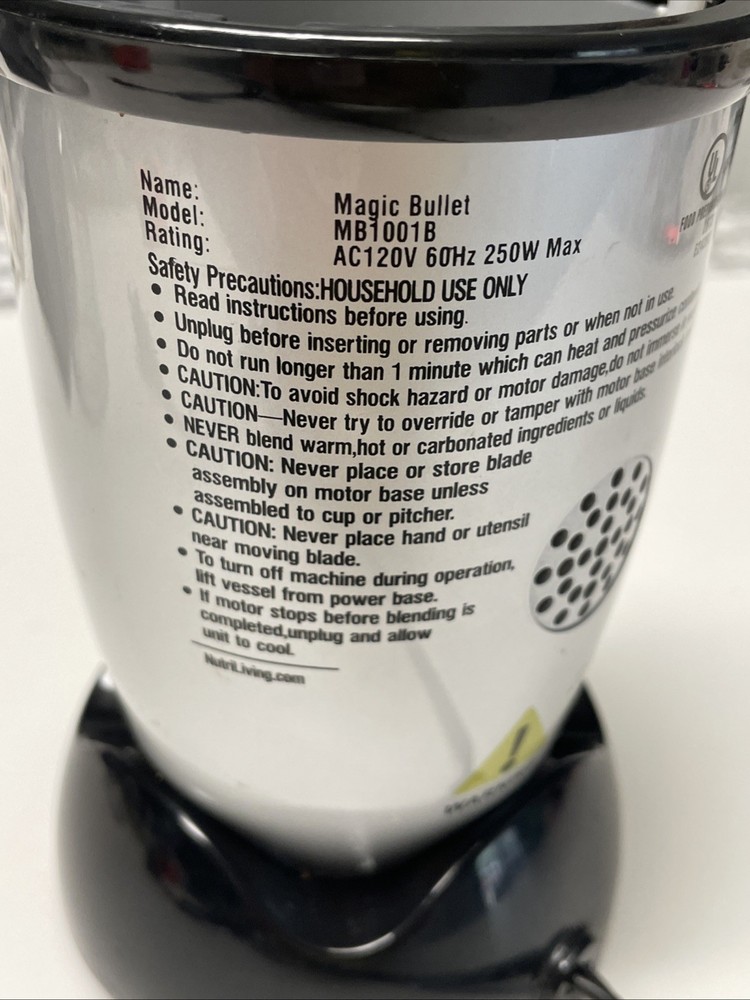 Name: Magic Bullet
Model: MB1001B
Rating: AC120V 60Hz 250W Max
Safety Precautions:HOUSEHOLD USE ONLY
• Read instructions before using.
• Unplug before inserting or removing parts or when not in use.
• Do not run longer than 1 minute which can heat and pressurize
• CAUTION:To avoid shock hazard or motor damage,do not immerse
• CAUTION—Never try to override or tamper with motor base
• NEVER blend warm,hot or carbonated ingredients or liquids.
• CAUTION: Never place or store blade
assembly on motor base unless
assembled to cup or pitcher.
• CAUTION: Never place hand or utensil
near moving blade.
• To turn off machine during operation,
lift vessel from power base.
• If motor stops before blending is
completed,unplug and allow
unit to cool.
NutriLiving.com
UL
FOOD
WARNING